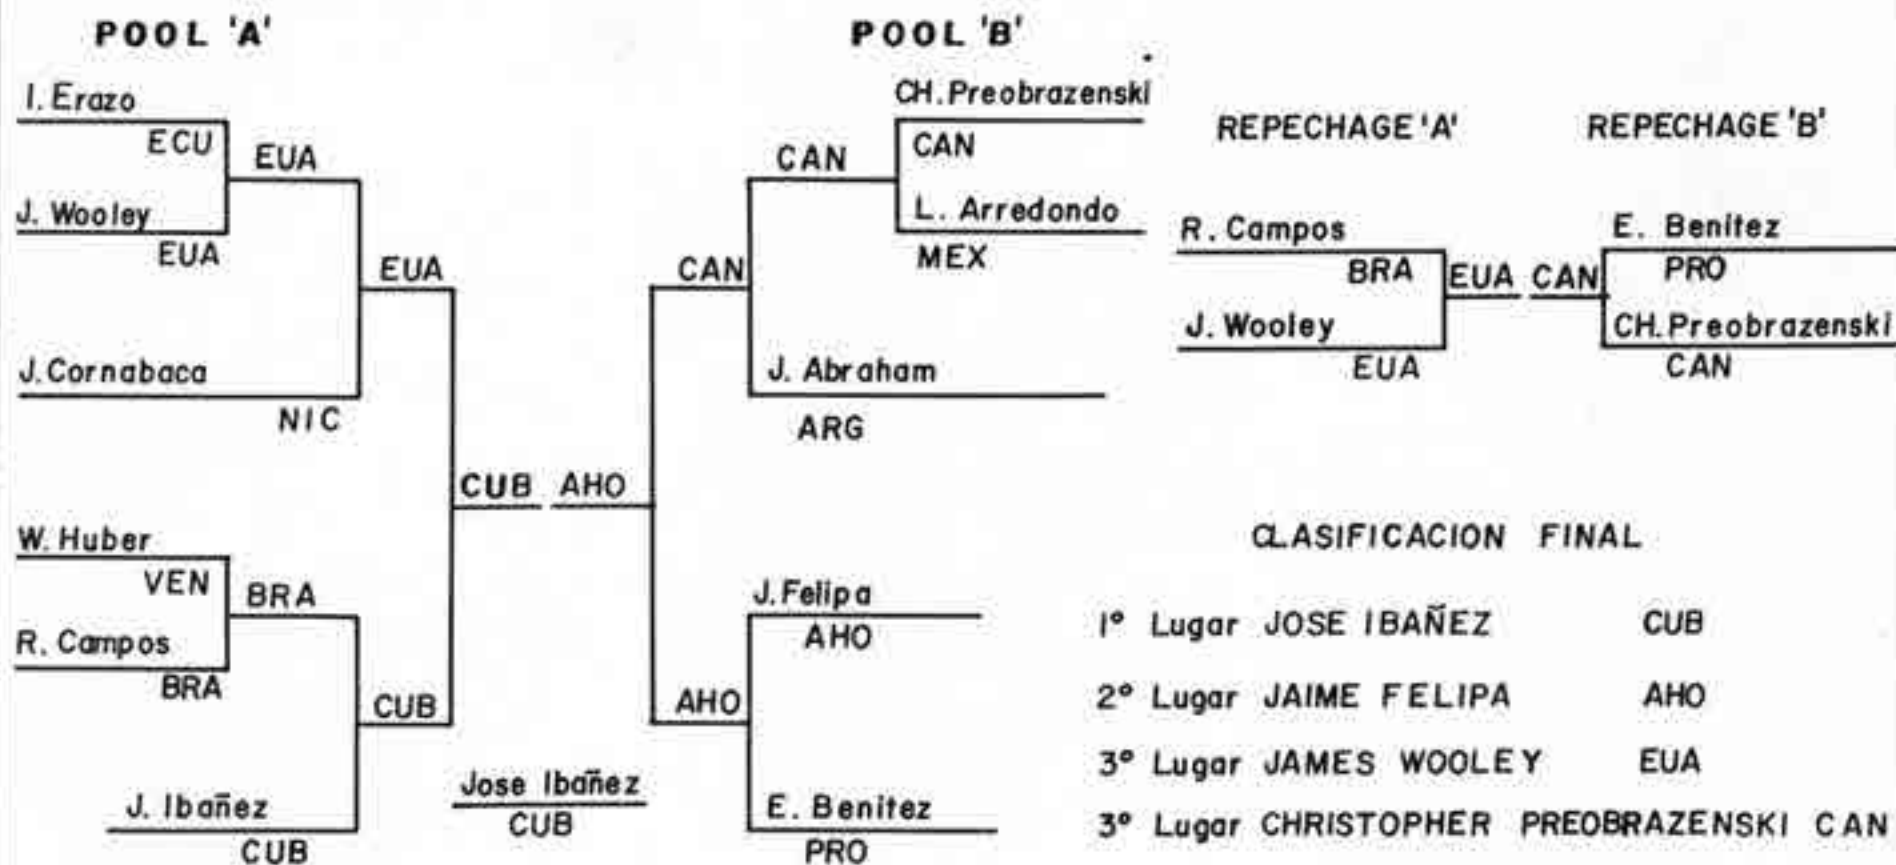 POOL 'A'
I. Erazo
ECU
EUA
J. Wooley
EUA
EUA
J. Cornabaca
NIC
W. Huber
VEN
BRA
R. Campos
BRA
CUB
J. Ibañez
CUB
CUB
AHO
Jose Ibañez
CUB
POOL 'B'
CH. Preobrazenski
CAN
CAN
L. Arredondo
MEX
CAN
J. Abraham
ARG
J. Felipa
AHO
AHO
E. Benitez
PRO
REPECHAGE 'A'
R. Campos
BRA
EUA
J. Wooley
EUA
REPECHAGE 'B'
E. Benitez
PRO
CAN
CH. Preobrazenski
CAN
CLASIFICACION FINAL
1° Lugar JOSE IBAÑEZ CUB
2° Lugar JAIME FELIPA AHO
3° Lugar JAMES WOOLEY EUA
3° Lugar CHRISTOPHER PREOBRAZENSKI CAN